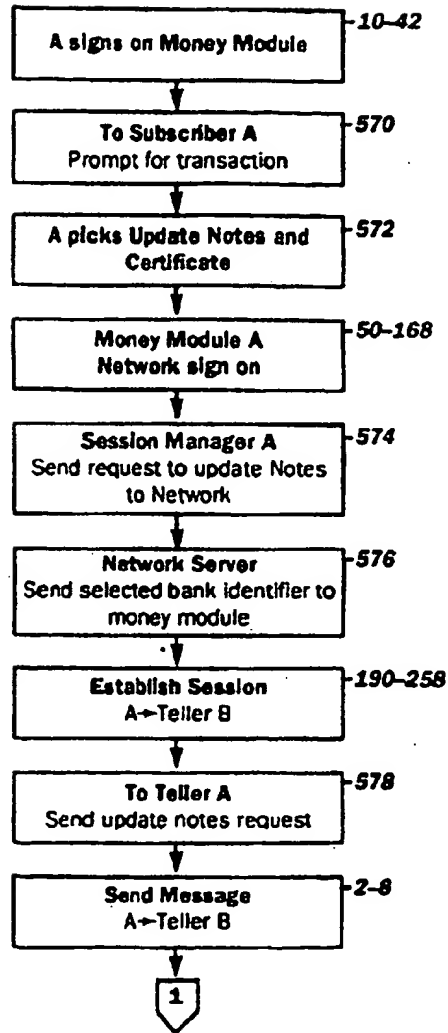 A signs on Money Module
10-42
To Subscriber A
570
Prompt for transaction
A picks Update Notes and
572
Certificate
Money Module A
50-168
Network sign on
Session Manager A
574
Send request to update Notes
to Network
Network Server
576
Send selected bank identifier to
money module
Establish Session
190-258
A→Teller B
To Teller A
578
Send update notes request
Send Message
2-8
A→Teller B
1